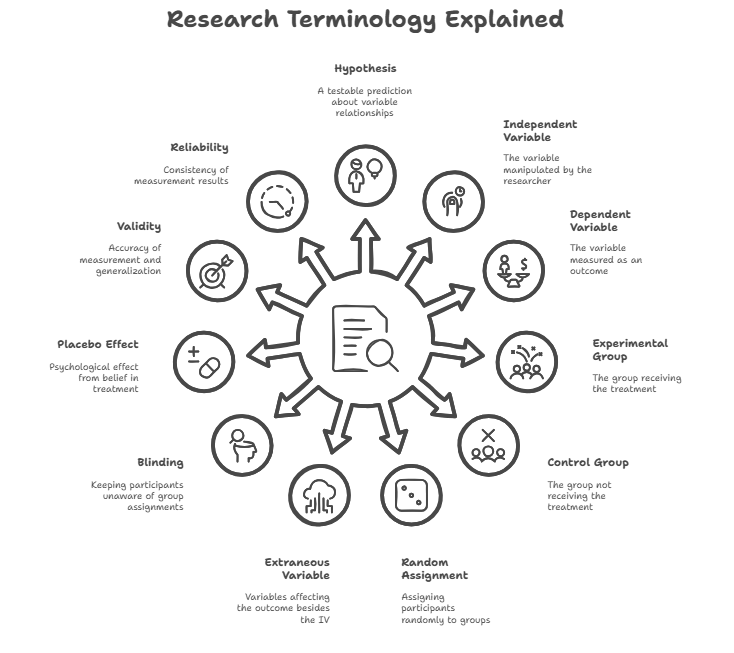 Research Terminology Explained
Hypothesis
A testable prediction
about variable
relationships
Independent
Variable
The variable
manipulated by the
researcher
Dependent
Variable
The variable
measured as an
outcome
Experimental
Group
The group receiving
the treatment
Control Group
The group not
receiving the
treatment
Random
Assignment
Assigning
participants
randomly to groups
Extraneous
Variable
Variables affecting
the outcome besides
the IV
Blinding
Keeping participants
unaware of group
assignments
Placebo Effect
Psychological effect
from belief in
treatment
Validity
Accuracy of
measurement and
generalization
Reliability
Consistency of
measurement results